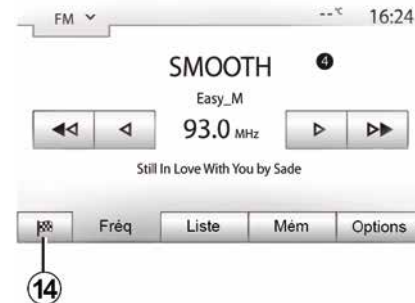 FM --°C 16:24
SMOOTH 4
Easy_M
93.0 MHz
Still In Love With You by Sade
Fréq Liste Mém Options
14